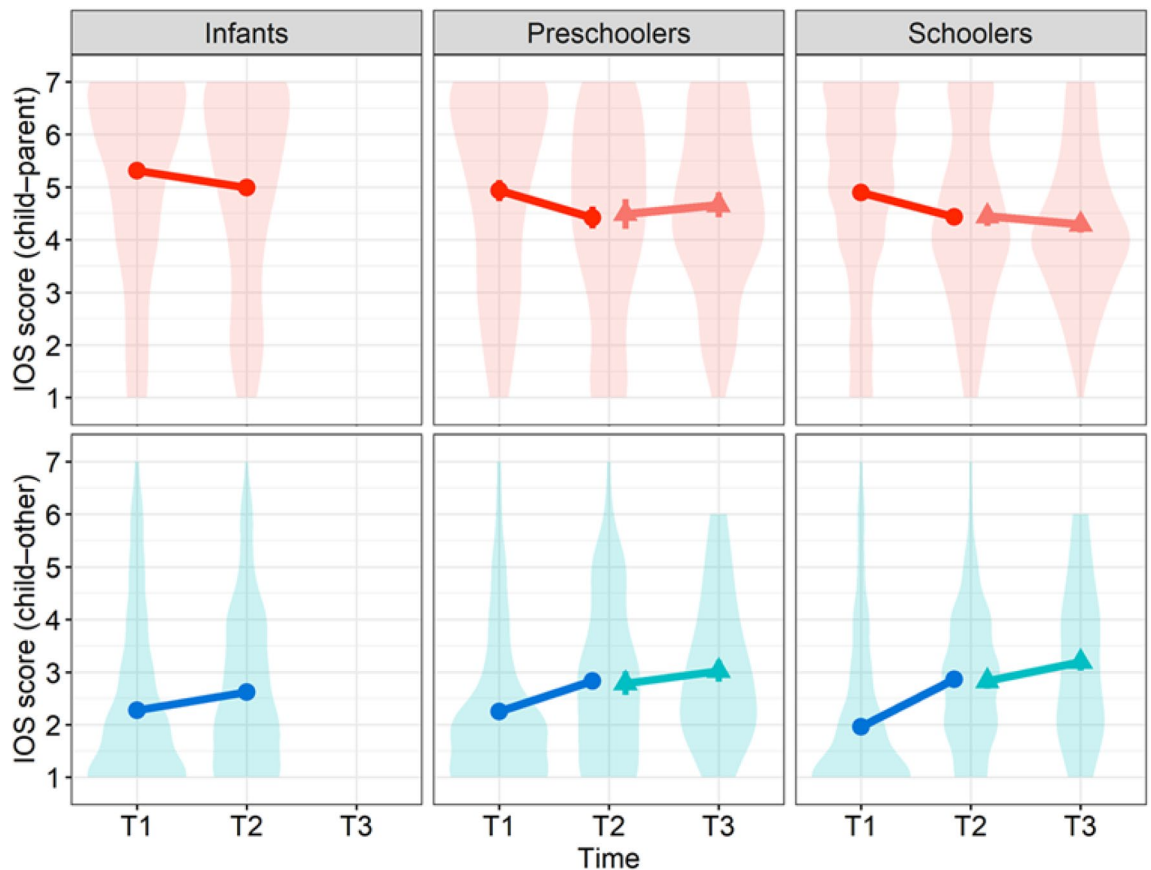 Infants Preschoolers Schoolers
IOS score (child–parent)
7
6
5
4
3
2
1
IOS score (child–other)
7
6
5
4
3
2
1
T1 T2 T3 T1 T2 T3 T1 T2 T3
Time